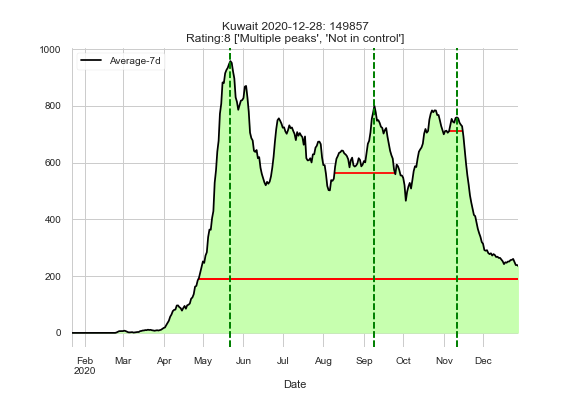 Kuwait 2020-12-28: 149857
Rating:8 ['Multiple peaks', 'Not in control']
1000
Average-7d
800
600
400
200
0
Feb Mar Apr May Jun Jul Aug Sep Oct Nov Dec
2020
Date